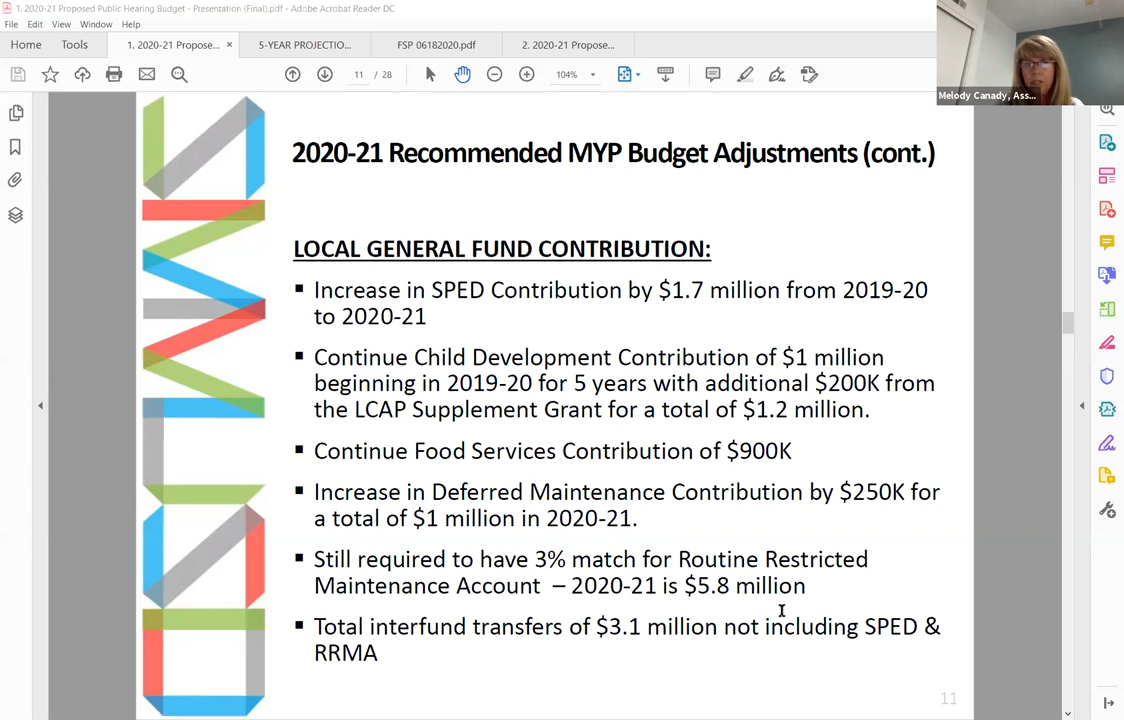 1. 2020-21 Proposed Public Hearing Budget - Presentation (Final).pdf - Adobe Acrobat Reader DC
File Edit View Window Help
Home Tools 1. 2020-21 Propose... × 5-YEAR PROJECTIO... FSP 06182020.pdf 2. 2020-21 Propose...
11 / 28 104%
Melody Canady, Ass...
2020-21 Recommended MYP Budget Adjustments (cont.)
LOCAL GENERAL FUND CONTRIBUTION:
▪ Increase in SPED Contribution by $1.7 million from 2019-20
to 2020-21
▪ Continue Child Development Contribution of $1 million
beginning in 2019-20 for 5 years with additional $200K from
the LCAP Supplement Grant for a total of $1.2 million.
▪ Continue Food Services Contribution of $900K
▪ Increase in Deferred Maintenance Contribution by $250K for
a total of $1 million in 2020-21.
▪ Still required to have 3% match for Routine Restricted
Maintenance Account – 2020-21 is $5.8 million
▪ Total interfund transfers of $3.1 million not including SPED &
RRMA
11